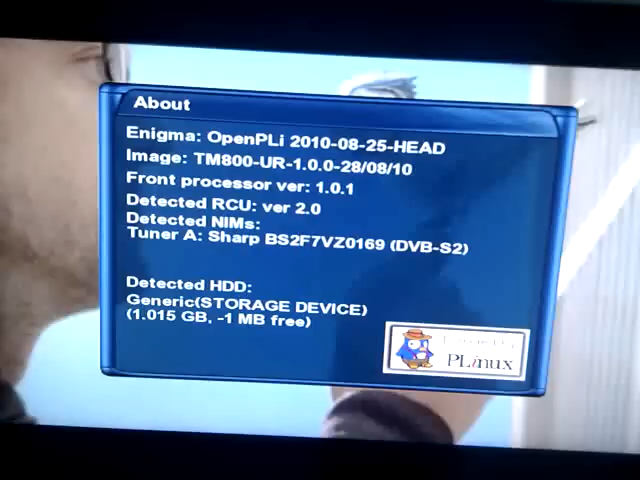 About
Enigma: OpenPLi 2010-08-25-HEAD
Image: TM800-UR-1.0.0-28/08/10
Front processor ver: 1.0.1
Detected RCU: ver 2.0
Detected NIMs:
Tuner A: Sharp BS2F7VZ0169 (DVB-S2)
Detected HDD:
Generic(STORAGE DEVICE)
(1.015 GB, -1 MB free)
PLinux